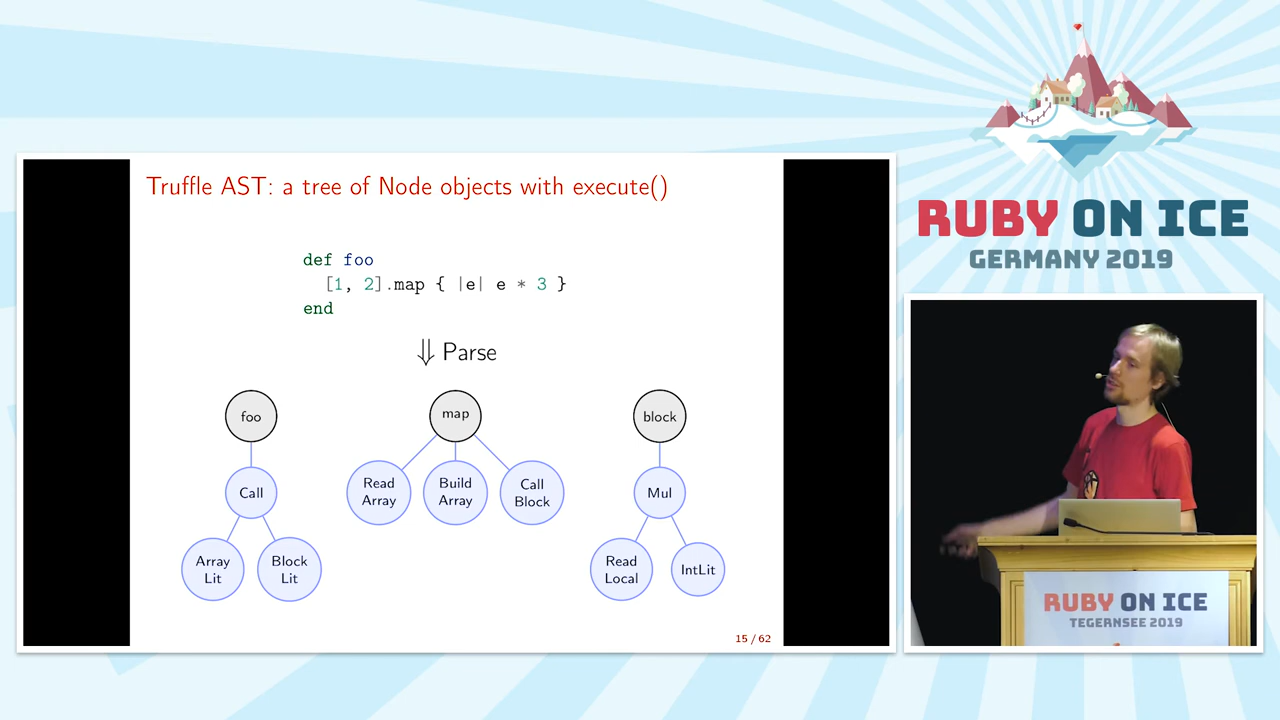 Truffle AST: a tree of Node objects with execute()
def foo
[1, 2].map { |e| e * 3 }
end
⇓ Parse
foo
map
block
Call
Read
Array
Build
Array
Call
Block
Mul
Array
Lit
Block
Lit
Read
Local
IntLit
15 / 62
RUBY ON ICE
GERMANY 2019
RUBY ON ICE
TEGERNSEE 2019